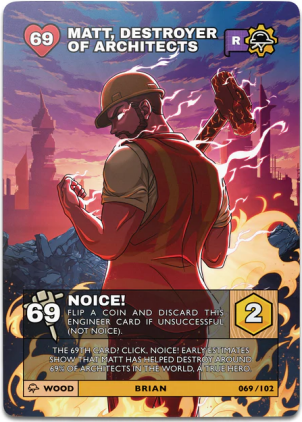 69
MATT, DESTROYER
OF ARCHITECTS
R
69
NOICE!
FLIP A COIN AND DISCARD THIS
ENGINEER CARD IF UNSUCCESSFUL
(NOT NOICE).
2
THE 69TH CARD? CLICK, NOICE! EARLY ESTIMATES
SHOW THAT MATT HAS HELPED DESTROY AROUND
69% OF ARCHITECTS IN THE WORLD, A TRUE HERO.
WOOD
BRIAN
069/102